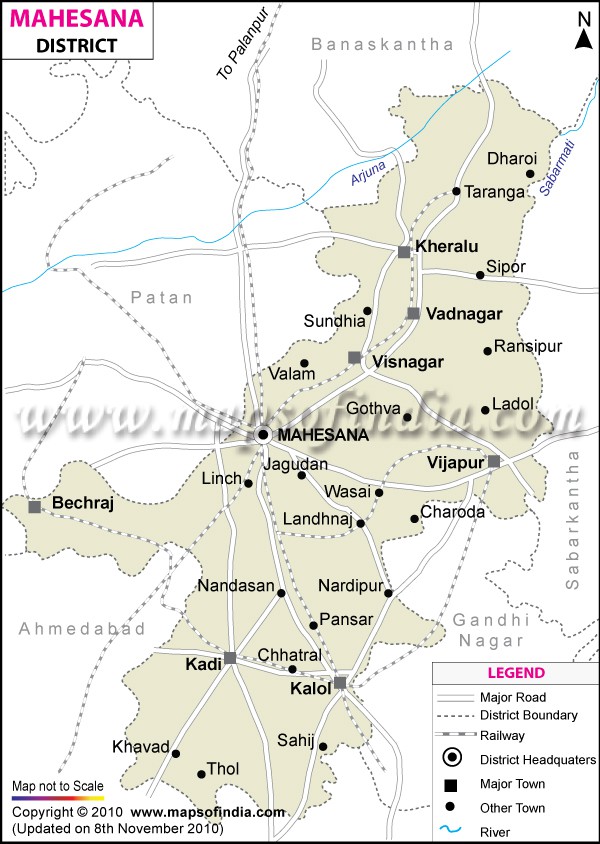 MAHESANA
DISTRICT
To Palanpur
Banaskantha
N
Dharoi
Arjuna
Sabarmati
Taranga
Kheralu
Sipor
Patan
Sundhia
Vadnagar
Ransipur
Visnagar
Valam
Gothva
Ladol
www.mapsofindia.com
MAHESANA
Jagudan
Vijapur
Linch
Wasai
Bechraj
Landhnaj
Charoda
Sabarkantha
Nandasan
Nardipur
Pansar
Ahmedabad
Gandhi
Nagar
Kadi
Chhatral
Kalol
Khavad
Sahij
Thol
LEGEND
Major Road
District Boundary
Railway
District Headquaters
Major Town
Other Town
River
Map not to Scale
Copyright © 2010 www.mapsofindia.com
(Updated on 8th November 2010)